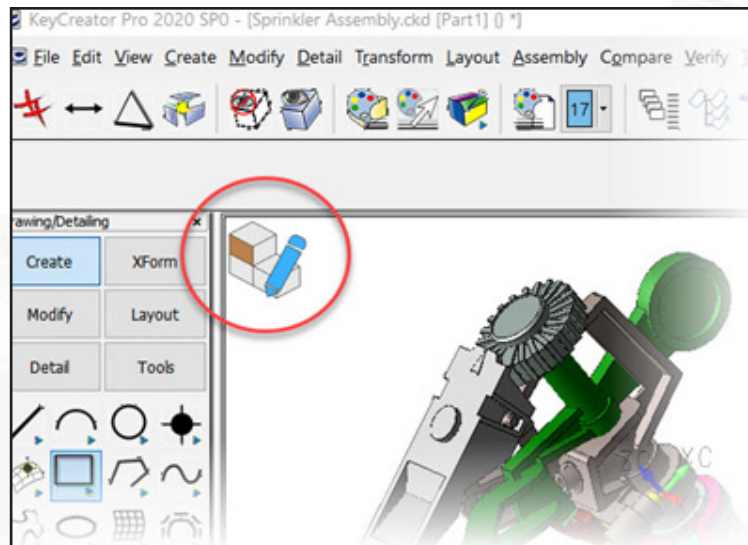 KeyCreator Pro 2020 SP0 - [Sprinkler Assembly.ckd [Part1] () *]
File Edit View Create Modify Detail Transform Layout Assembly Compare Verify
17
rawing/Detailing x
Create XForm
Modify Layout
Detail Tools
XC